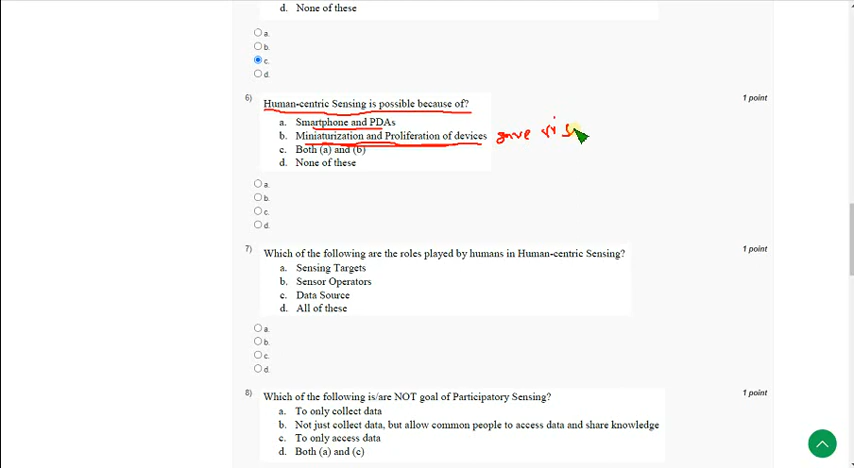 d. None of these
a.
b.
c.
d.
6) Human-centric Sensing is possible because of? 1 point
a. Smartphone and PDAs
b. Miniaturization and Proliferation of devices gave
c. Both (a) and (b)
d. None of these
a.
b.
c.
d.
7) Which of the following are the roles played by humans in Human-centric Sensing? 1 point
a. Sensing Targets
b. Sensor Operators
c. Data Source
d. All of these
a.
b.
c.
d.
8) Which of the following is/are NOT goal of Participatory Sensing? 1 point
a. To only collect data
b. Not just collect data, but allow common people to access data and share knowledge
c. To only access data
d. Both (a) and (c)